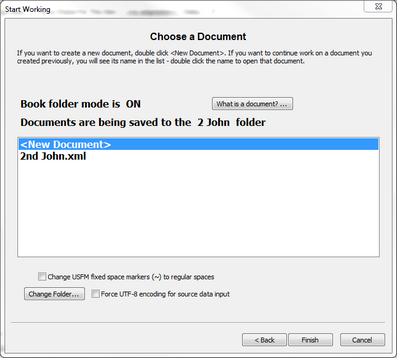 Start Working
Choose a Document
If you want to create a new document, double click <New Document>. If you want to continue work on a document you
created previously, you will see its name in the list - double click the name to open that document.
Book folder mode is ON
What is a document? ...
Documents are being saved to the 2 John folder
<New Document>
2nd John.xml
Change USFM fixed space markers (~) to regular spaces
Change Folder...
Force UTF-8 encoding for source data input
< Back
Finish
Cancel